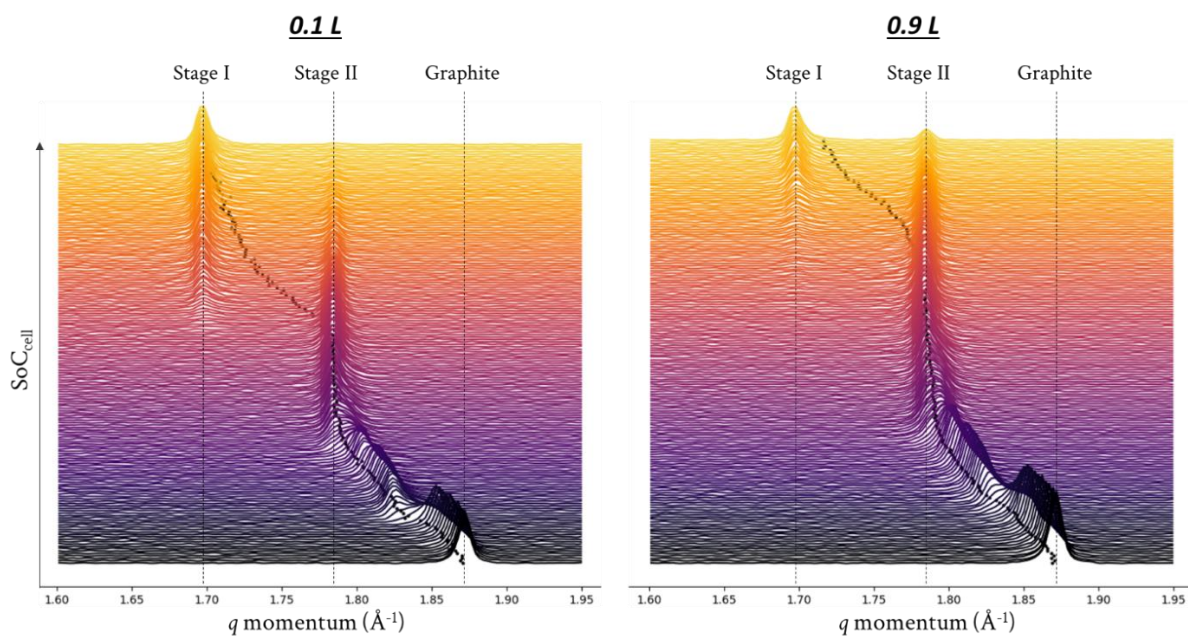 0.1 L
0.9 L
Stage I Stage II Graphite
Stage I Stage II Graphite
SoCcell
1.60 1.65 1.70 1.75 1.80 1.85 1.90 1.95
1.60 1.65 1.70 1.75 1.80 1.85 1.90 1.95
q momentum (Å⁻¹)
q momentum (Å⁻¹)